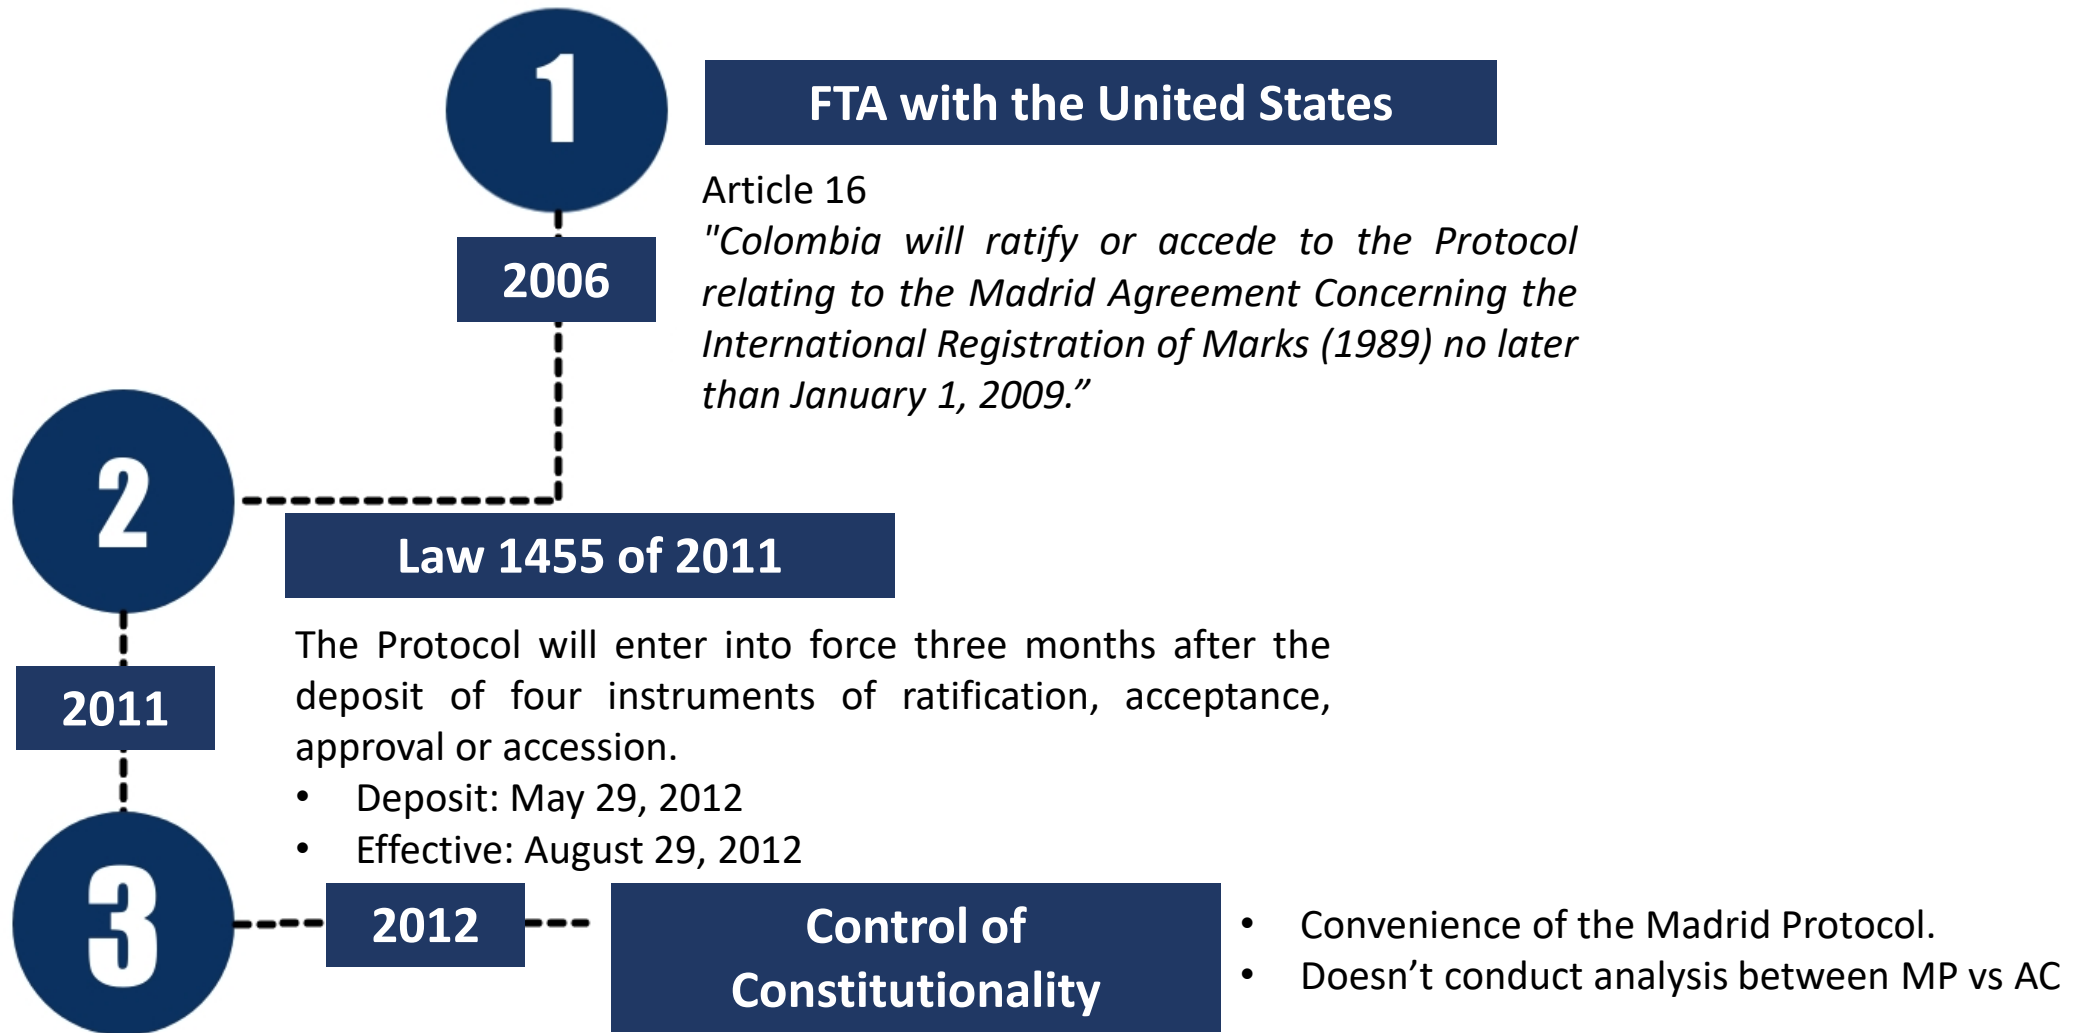 1
FTA with the United States
2006
Article 16
"Colombia will ratify or accede to the Protocol
relating to the Madrid Agreement Concerning the
International Registration of Marks (1989) no later
than January 1, 2009.”
2
Law 1455 of 2011
2011
The Protocol will enter into force three months after the
deposit of four instruments of ratification, acceptance,
approval or accession.
• Deposit: May 29, 2012
• Effective: August 29, 2012
3
2012
Control of
Constitutionality
• Convenience of the Madrid Protocol.
• Doesn’t conduct analysis between MP vs AC